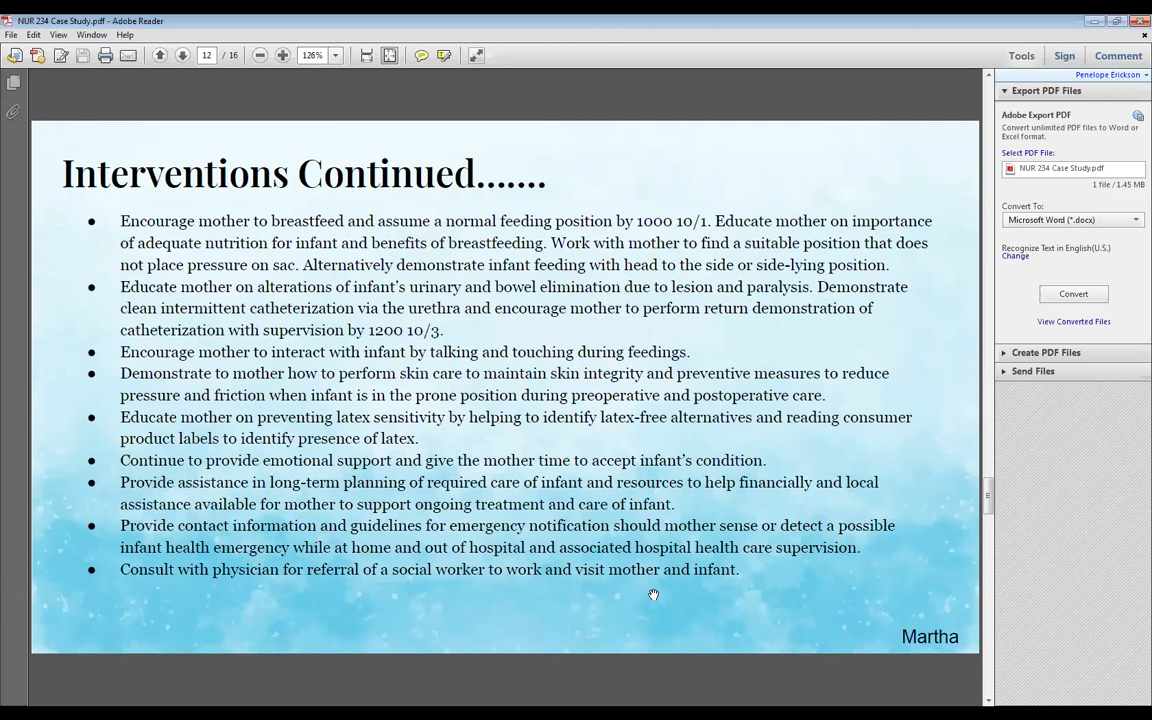 NUR 234 Case Study.pdf - Adobe Reader
File Edit View Window Help
12 / 16 126% Tools Sign Comment
Penelope Erickson
Export PDF Files
Adobe Export PDF
Convert unlimited PDF files to Word or
Excel format.
Select PDF File:
NUR 234 Case Study.pdf
1 file / 1.45 MB
Convert To:
Microsoft Word (*.docx)
Recognize Text in English(U.S.)
Change
Convert
View Converted Files
Create PDF Files
Send Files
Interventions Continued.......
● Encourage mother to breastfeed and assume a normal feeding position by 1000 10/1. Educate mother on importance
of adequate nutrition for infant and benefits of breastfeeding. Work with mother to find a suitable position that does
not place pressure on sac. Alternatively demonstrate infant feeding with head to the side or side-lying position.
● Educate mother on alterations of infant's urinary and bowel elimination due to lesion and paralysis. Demonstrate
clean intermittent catheterization via the urethra and encourage mother to perform return demonstration of
catheterization with supervision by 1200 10/3.
● Encourage mother to interact with infant by talking and touching during feedings.
● Demonstrate to mother how to perform skin care to maintain skin integrity and preventive measures to reduce
pressure and friction when infant is in the prone position during preoperative and postoperative care.
● Educate mother on preventing latex sensitivity by helping to identify latex-free alternatives and reading consumer
product labels to identify presence of latex.
● Continue to provide emotional support and give the mother time to accept infant's condition.
● Provide assistance in long-term planning of required care of infant and resources to help financially and local
assistance available for mother to support ongoing treatment and care of infant.
● Provide contact information and guidelines for emergency notification should mother sense or detect a possible
infant health emergency while at home and out of hospital and associated hospital health care supervision.
● Consult with physician for referral of a social worker to work and visit mother and infant.
Martha